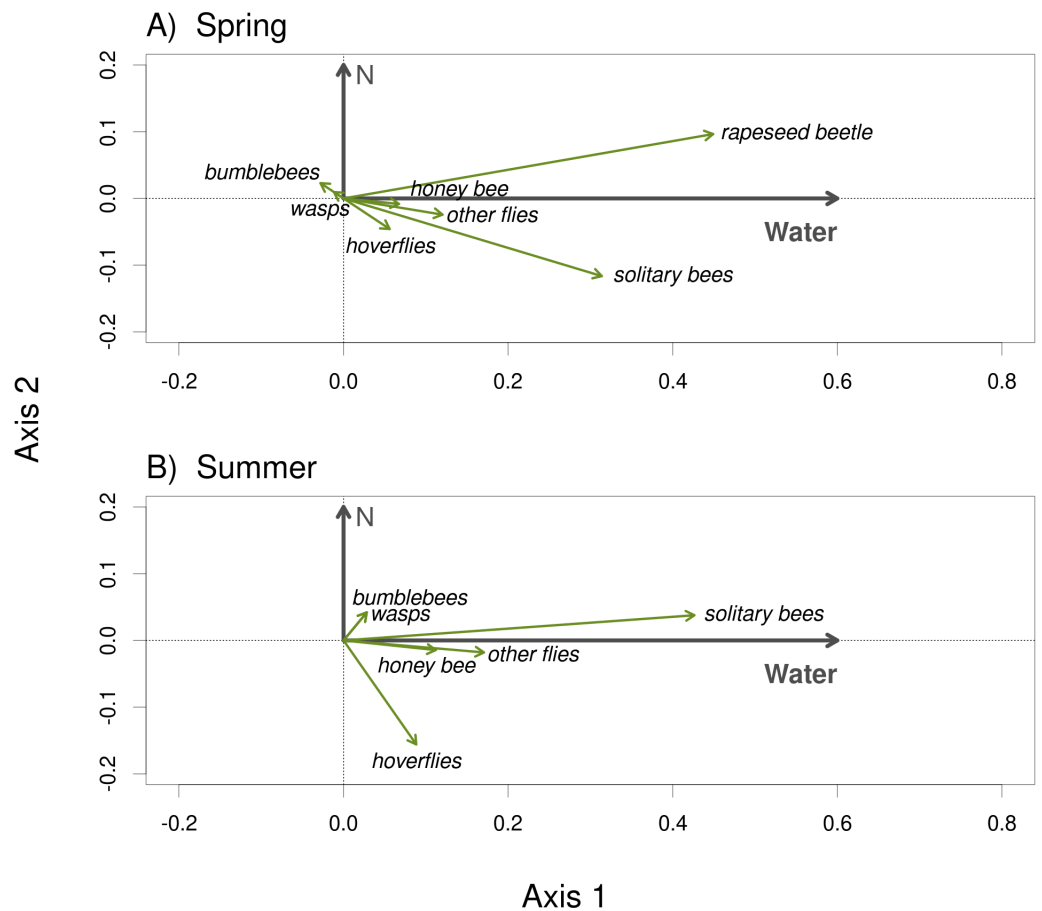 A) Spring
0.2
N
0.1
rapeseed beetle
bumblebees
honey bee
0.0
wasps
other flies
Water
hoverflies
-0.1
solitary bees
-0.2
-0.2 0.0 0.2 0.4 0.6 0.8
Axis 2
B) Summer
0.2
N
0.1
bumblebees
wasps
solitary bees
0.0
other flies
honey bee
Water
-0.1
hoverflies
-0.2
-0.2 0.0 0.2 0.4 0.6 0.8
Axis 1